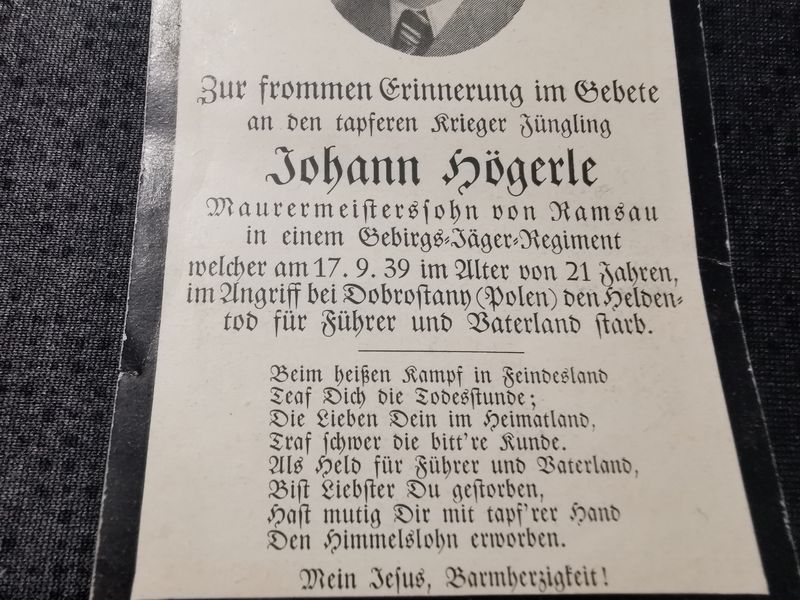 Zur frommen Erinnerung im Gebete
an den tapferen Krieger Jüngling
Johann Högerle
Maurermeisterssohn von Ramsau
in einem Gebirgs-Jäger-Regiment
welcher am 17. 9. 39 im Alter von 21 Jahren,
im Angriff bei Dobrostany (Polen) den Helden-
tod für Führer und Vaterland starb.
Beim heißen Kampf in Feindesland
Teaf Dich die Todesstunde;
Die Lieben Dein im Heimatland,
Traf schwer die bitt're Kunde.
Als Held für Führer und Vaterland,
Bist Liebster Du gestorben,
Hast mutig Dir mit tapf'rer Hand
Den Himmelslohn erworben.
Mein Jesus, Barmherzigkeit!